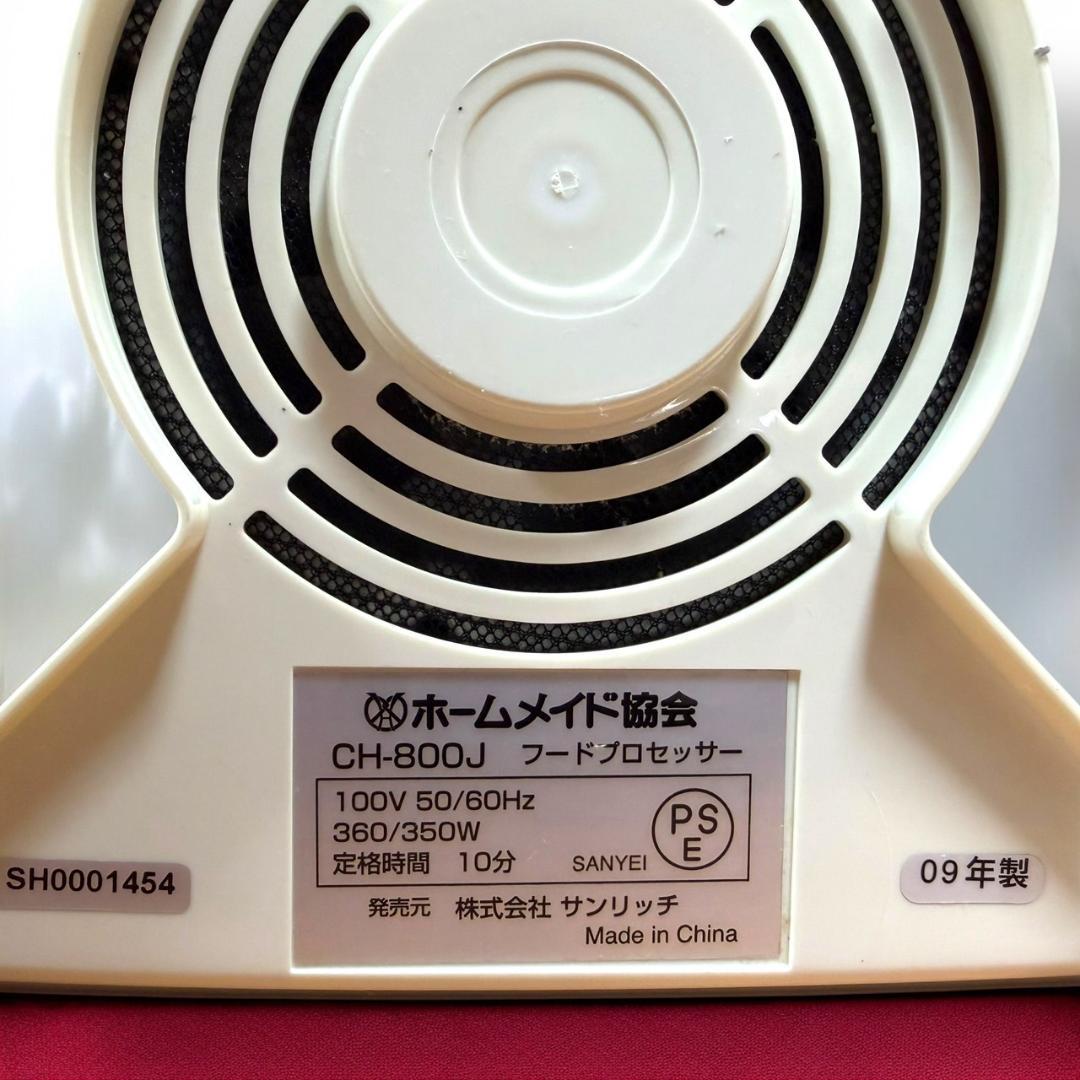 ホームメイド協会
CH-800J フードプロセッサー
100V 50/60Hz
360/350W
定格時間 10分
SANYEI
PSE
発売元 株式会社 サンリッチ
Made in China
SH0001454
09年製